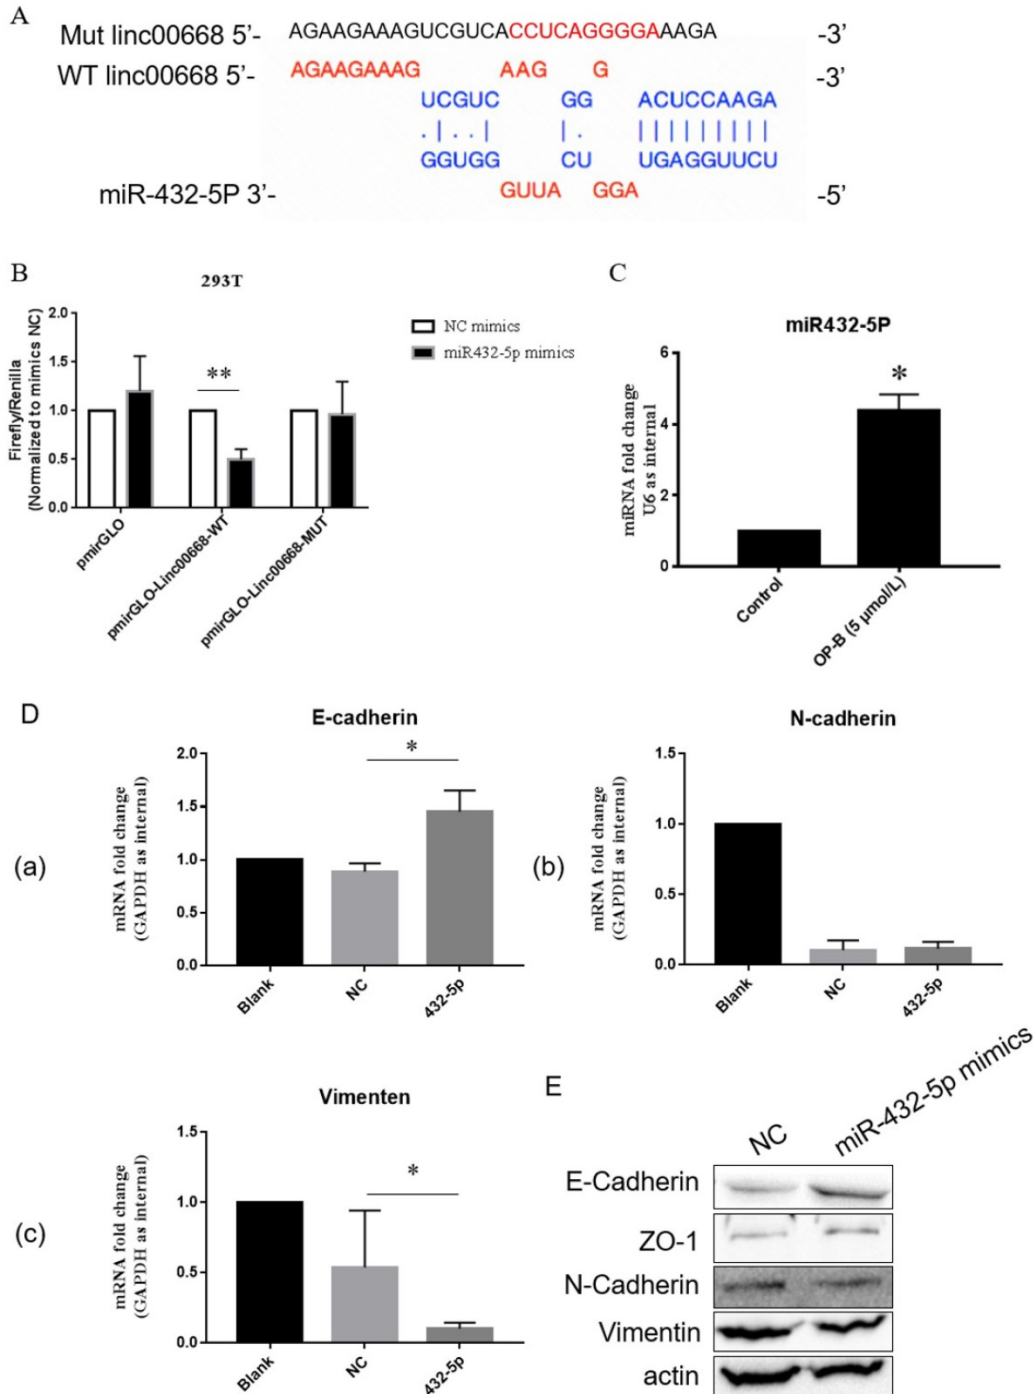 A
Mut linc00668 5'- AGAAGAAAGUCGUCACCUCAGGGGAAAGA -3'
WT linc00668 5'- AGAAGAAAG AAG G -3'
UCGUC GG ACUCCAAGA
. | . . | | . | | | | | | | | |
GGUGG CU UGAGGUUCU
GUUA GGA
miR-432-5P 3'- -5'
B
293T
Firefly/Renilla
(Normalized to mimics NC)
2.0
1.5
1.0
0.5
0.0
**
pmirGLO
pmirGLO-Linc00668-WT
pmirGLO-Linc00668-MUT
NC mimics
miR432-5p mimics
C
miR432-5P
miRNA fold change
U6 as internal
6
4
2
0
*
Control
OP-B (5 µmol/L)
D
(a)
E-cadherin
mRNA fold change
(GAPDH as internal)
2.0
1.5
1.0
0.5
0.0
*
Blank
NC
432-5p
(b)
N-cadherin
mRNA fold change
(GAPDH as internal)
1.5
1.0
0.5
0.0
Blank
NC
432-5p
(c)
Vimenten
mRNA fold change
(GAPDH as internal)
1.5
1.0
0.5
0.0
*
Blank
NC
432-5p
E
NC
miR-432-5p mimics
E-Cadherin
ZO-1
N-Cadherin
Vimentin
actin